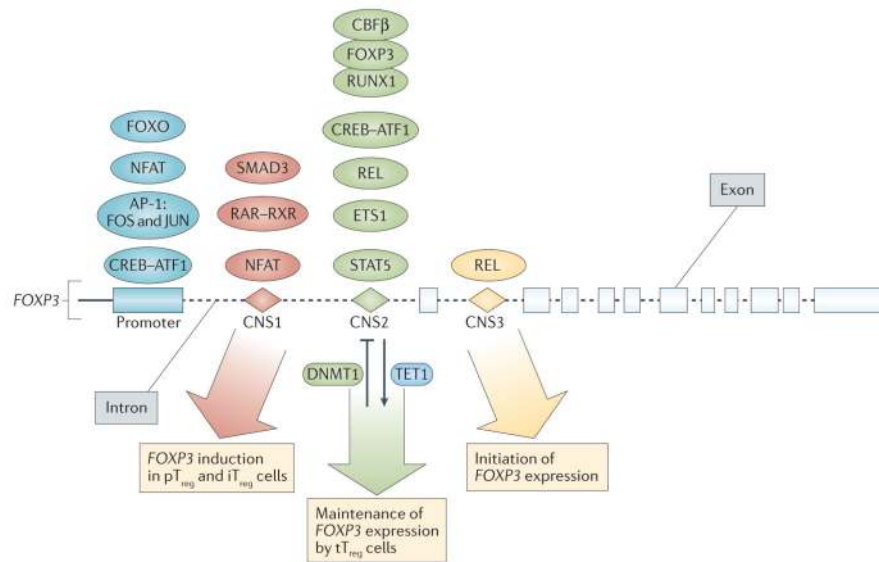 CBFβ
FOXP3
RUNX1
FOXO
CREB–ATF1
NFAT
SMAD3
REL
Exon
AP-1:
FOS and JUN
RAR–RXR
ETS1
CREB–ATF1
NFAT
STAT5
REL
FOXP3
Promoter
CNS1
CNS2
CNS3
DNMT1
TET1
Intron
FOXP3 induction
in pTreg and iTreg cells
Initiation of
FOXP3 expression
Maintenance of
FOXP3 expression
by tTreg cells